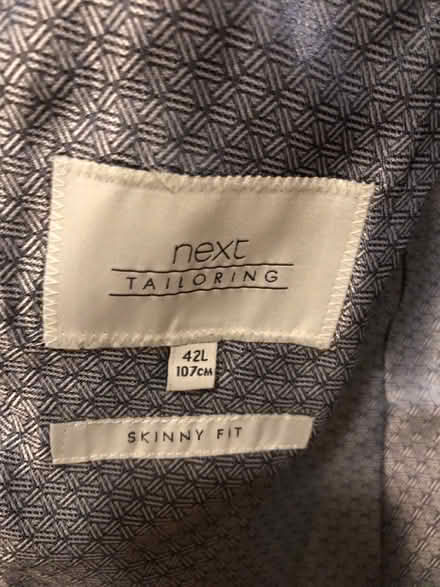 next
TAILORING
42L
107CM
SKINNY FIT